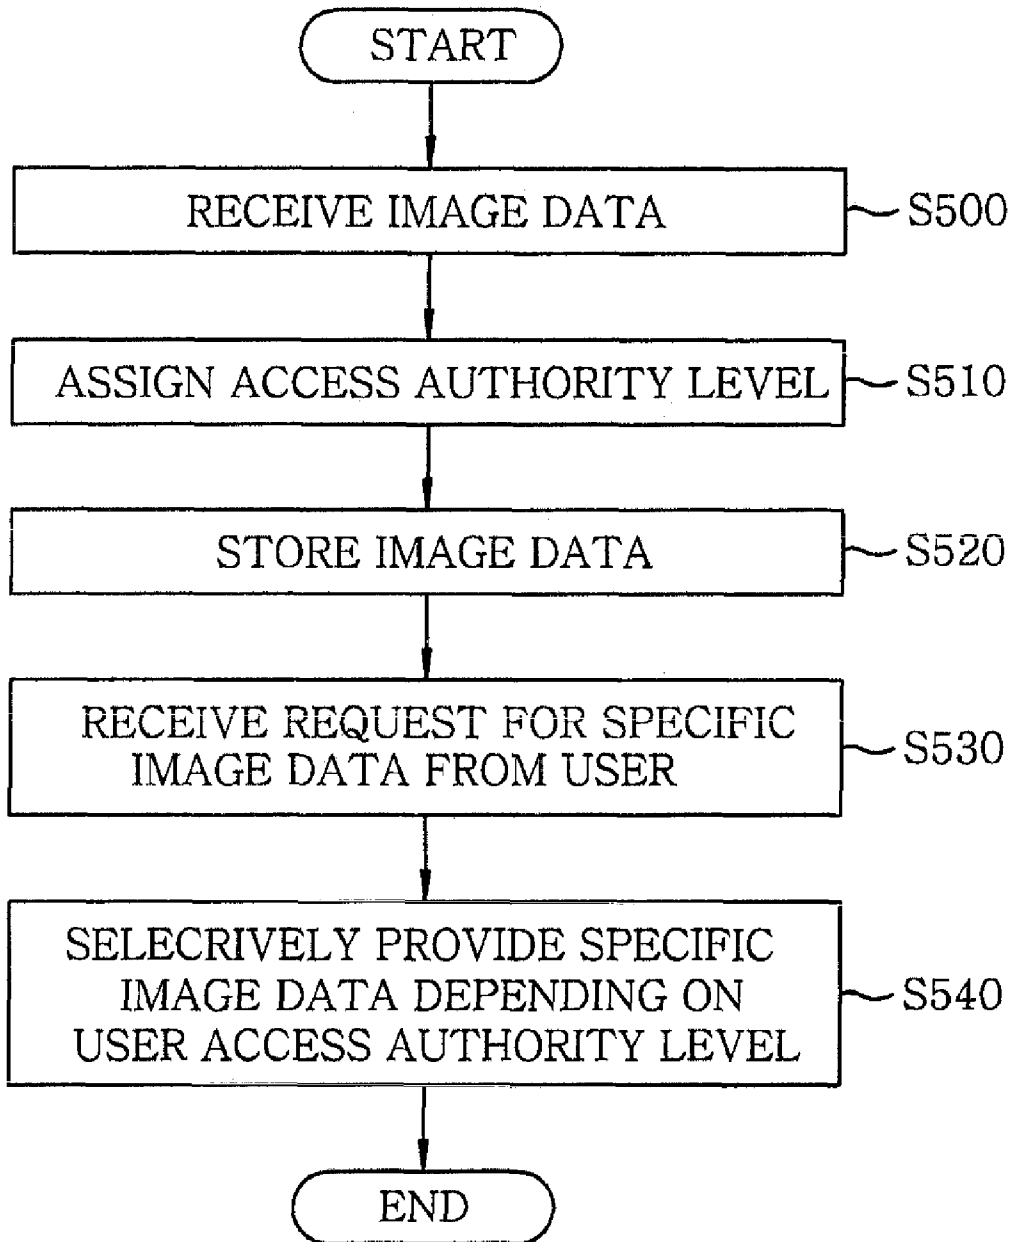 START
RECEIVE IMAGE DATA
S500
ASSIGN ACCESS AUTHORITY LEVEL
S510
STORE IMAGE DATA
S520
RECEIVE REQUEST FOR SPECIFIC
IMAGE DATA FROM USER
S530
SELECRIVELY PROVIDE SPECIFIC
IMAGE DATA DEPENDING ON
USER ACCESS AUTHORITY LEVEL
S540
END